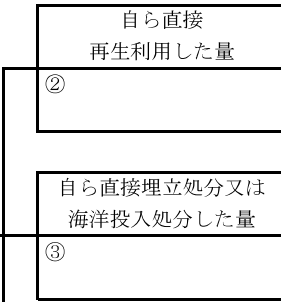 自ら直接
再生利用した量
②
自ら直接埋立処分又は
海洋投入処分した量
③